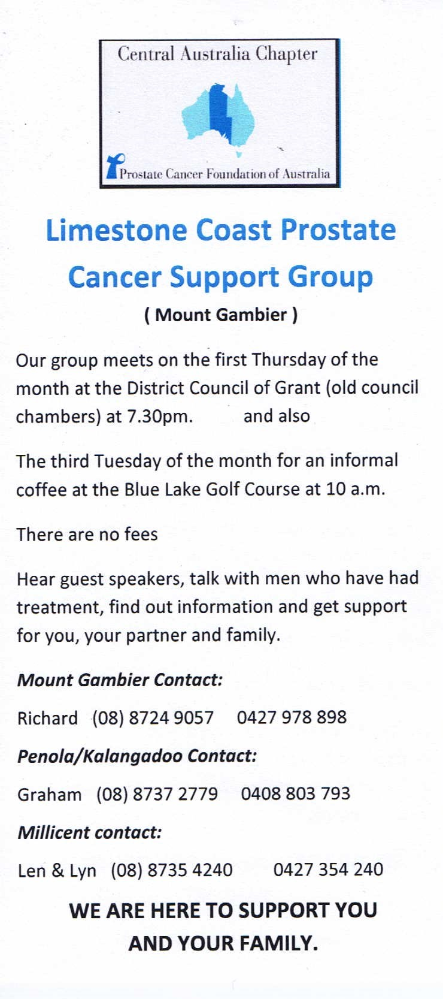 Central Australia Chapter
Prostate Cancer Foundation of Australia
Limestone Coast Prostate
Cancer Support Group
( Mount Gambier )
Our group meets on the first Thursday of the
month at the District Council of Grant (old council
chambers) at 7.30pm. and also
The third Tuesday of the month for an informal
coffee at the Blue Lake Golf Course at 10 a.m.
There are no fees
Hear guest speakers, talk with men who have had
treatment, find out information and get support
for you, your partner and family.
Mount Gambier Contact:
Richard (08) 8724 9057 0427 978 898
Penola/Kalangadoo Contact:
Graham (08) 8737 2779 0408 803 793
Millicent contact:
Len & Lyn (08) 8735 4240 0427 354 240
WE ARE HERE TO SUPPORT YOU
AND YOUR FAMILY.